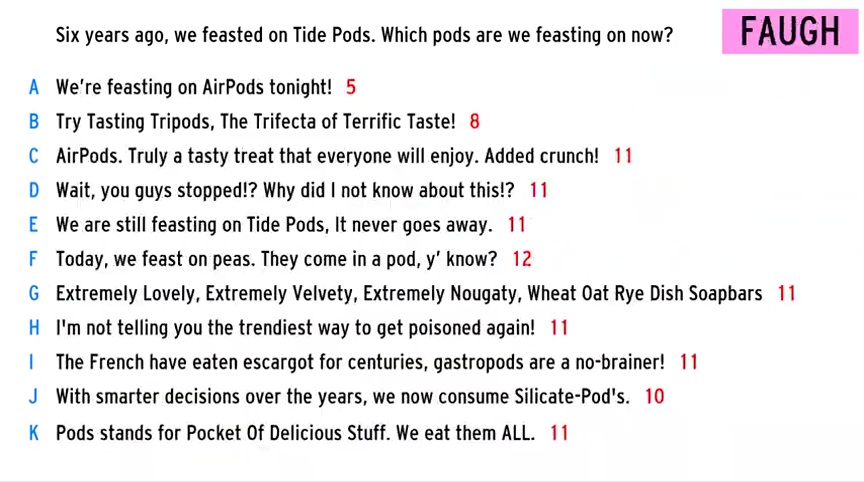 Six years ago, we feasted on Tide Pods. Which pods are we feasting on now?
FAUGH
A We're feasting on AirPods tonight! 5
B Try Tasting Tripods, The Trifecta of Terrific Taste! 8
C AirPods. Truly a tasty treat that everyone will enjoy. Added crunch! 11
D Wait, you guys stopped!? Why did I not know about this!? 11
E We are still feasting on Tide Pods, It never goes away. 11
F Today, we feast on peas. They come in a pod, y' know? 12
G Extremely Lovely, Extremely Velvety, Extremely Nougaty, Wheat Oat Rye Dish Soapbars 11
H I'm not telling you the trendiest way to get poisoned again! 11
I The French have eaten escargot for centuries, gastropods are a no-brainer! 11
J With smarter decisions over the years, we now consume Silicate-Pod's. 10
K Pods stands for Pocket Of Delicious Stuff. We eat them ALL. 11